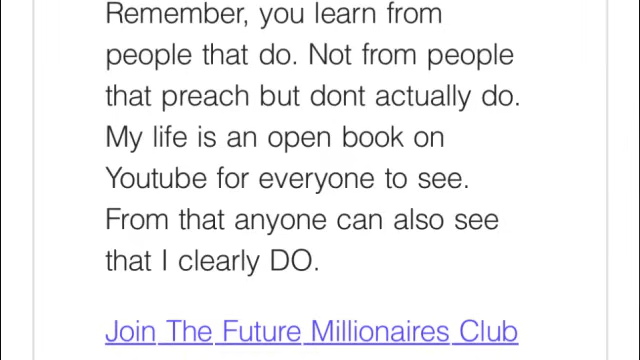 Remember, you learn from
people that do. Not from people
that preach but dont actually do.
My life is an open book on
Youtube for everyone to see.
From that anyone can also see
that I clearly DO.
Join The Future Millionaires Club